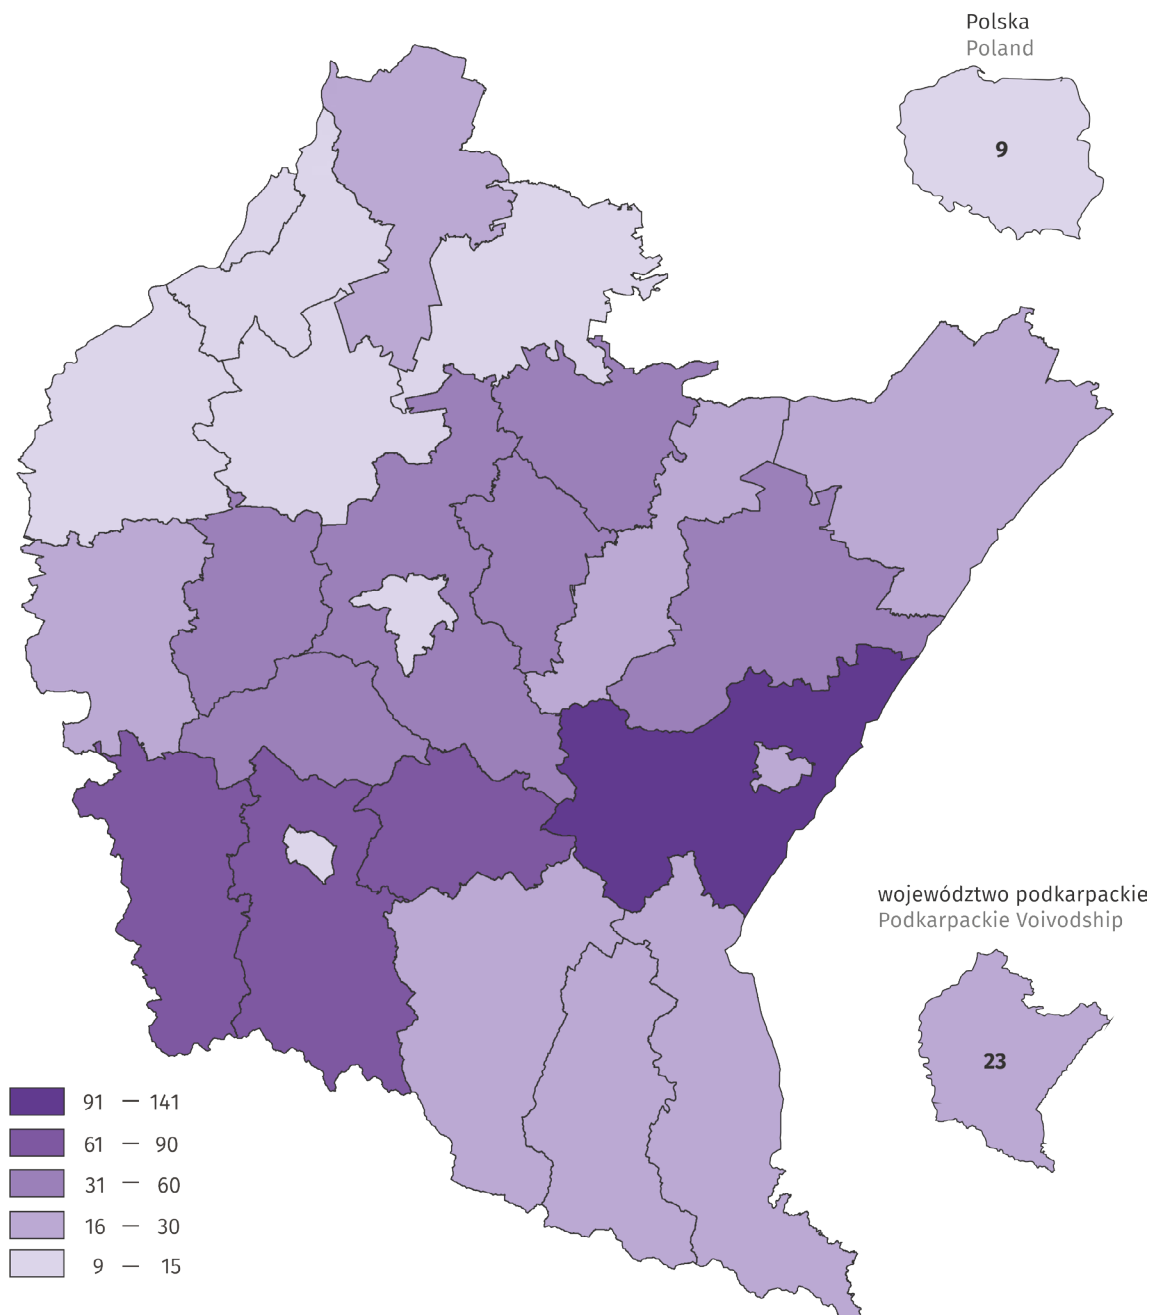 Polska
Poland
9
województwo podkarpackie
Podkarpackie Voivodship
23
91 — 141
61 — 90
31 — 60
16 — 30
9 — 15